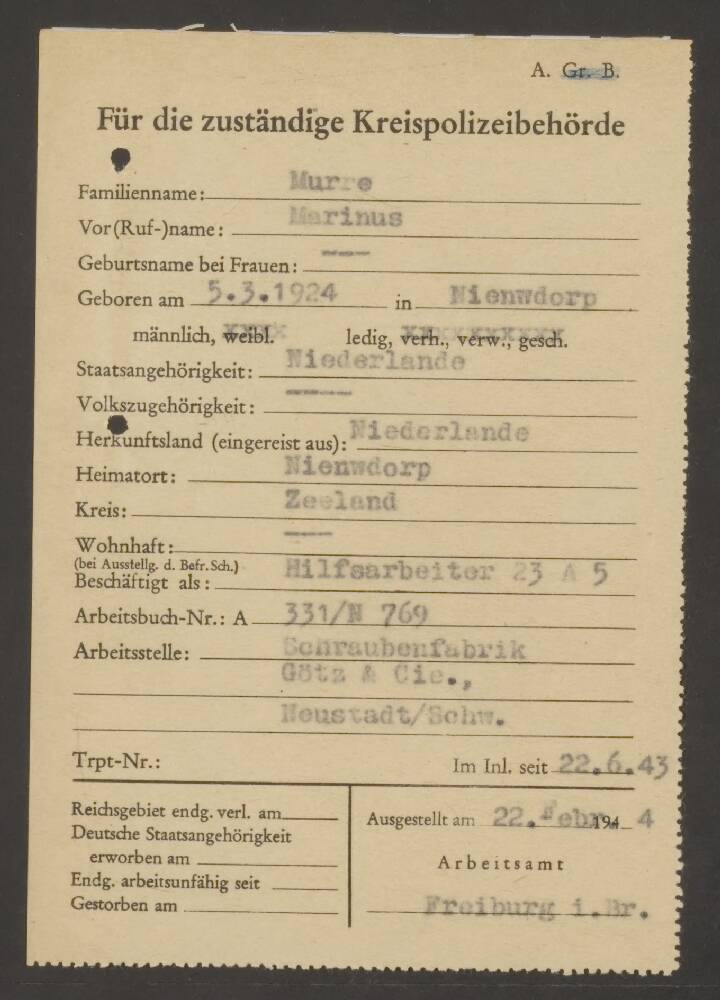 A. Gr. B.
Für die zuständige Kreispolizeibehörde
Familienname: Murre
Vor(Ruf-)name: Marinus
Geburtsname bei Frauen: ---
Geboren am 5.3.1924 in Nienwdorp
männlich, weibl. ledig, verh., verw., gesch.
Staatsangehörigkeit: Niederlande
Volkszugehörigkeit: ----
Herkunftsland (eingereist aus): Niederlande
Heimatort: Nienwdorp
Kreis: Zeeland
Wohnhaft: ---
(bei Ausstellg. d. Befr. Sch.)
Beschäftigt als: Hilfsarbeiter 23 A 5
Arbeitsbuch-Nr.: A 331/N 769
Arbeitsstelle: Schraubenfabrik
Götz & Cie.,
Neustadt/Schw.
Trpt-Nr.: Im Inl. seit 22.6.43
Reichsgebiet endg. verl. am
Deutsche Staatsangehörigkeit
erworben am
Endg. arbeitsunfähig seit
Gestorben am
Ausgestellt am 22.Febr. 194 4
Arbeitsamt
Freiburg i.Br.